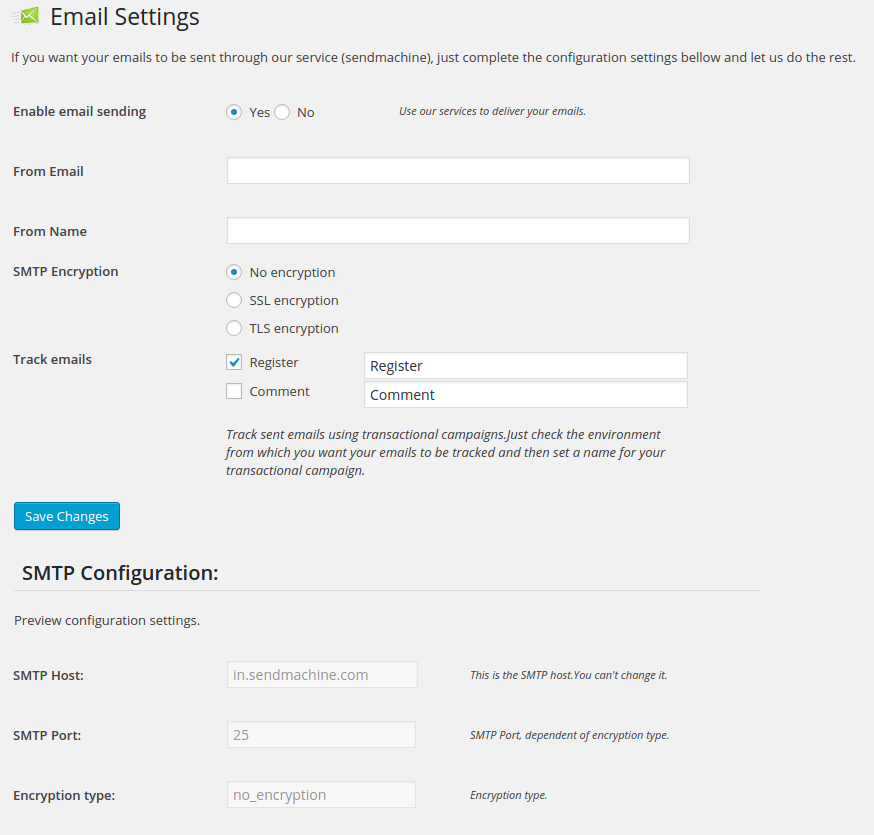 Email Settings
If you want your emails to be sent through our service (sendmachine), just complete the configuration settings bellow and let us do the rest.
Enable email sending Yes No Use our services to deliver your emails.
From Email
From Name
SMTP Encryption No encryption
SSL encryption
TLS encryption
Track emails Register Register
Comment Comment
Track sent emails using transactional campaigns.Just check the environment
from which you want your emails to be tracked and then set a name for your
transactional campaign.
Save Changes
SMTP Configuration:
Preview configuration settings.
SMTP Host: in.sendmachine.com This is the SMTP host.You can't change it.
SMTP Port: 25 SMTP Port, dependent of encryption type.
Encryption type: no_encryption Encryption type.